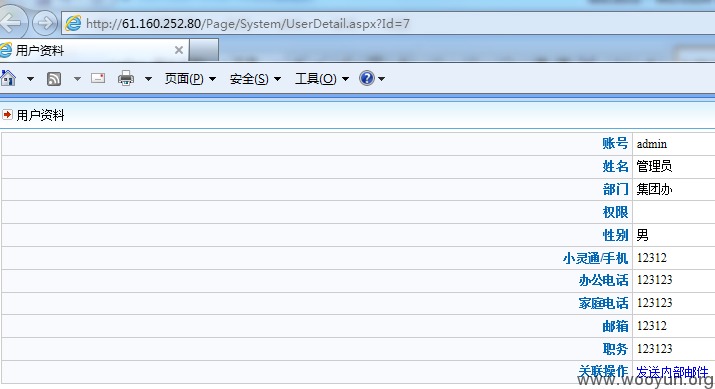 http://61.160.252.80/Page/System/UserDetail.aspx?Id=7
用户资料
页面(P) 安全(S) 工具(O)
用户资料
账号 admin
姓名 管理员
部门 集团办
权限
性别 男
小灵通/手机 12312
办公电话 123123
家庭电话 123123
邮箱 12312
职务 123123
关联操作 发送内部邮件
www.wooyun.org